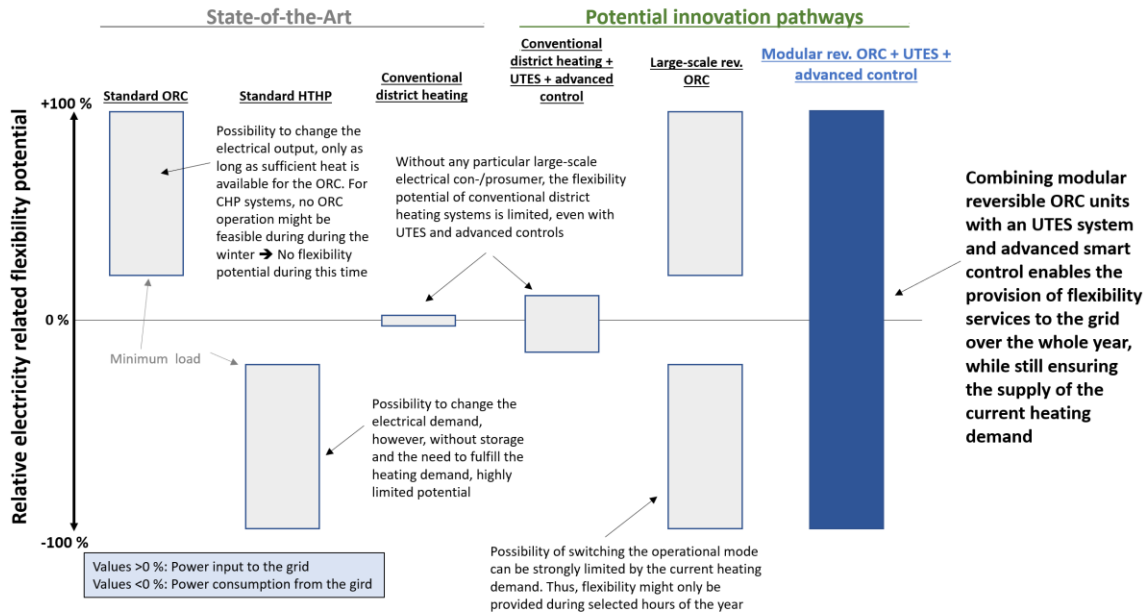 State-of-the-Art
Potential innovation pathways
Standard ORC
Standard HTHP
Conventional
district heating
Conventional
district heating +
UTES + advanced
control
Large-scale rev.
ORC
Modular rev. ORC + UTES +
advanced control
Relative electricity related flexibility potential
+100 %
0 %
-100 %
Possibility to change the
electrical output, only as
long as sufficient heat is
available for the ORC. For
CHP systems, no ORC
operation might be
feasible during during the
winter ➔ No flexibility
potential during this time
Without any particular large-scale
electrical con-/prosumer, the flexibility
potential of conventional district
heating systems is limited, even with
UTES and advanced controls
Minimum load
Possibility to change the
electrical demand,
however, without storage
and the need to fulfill the
heating demand, highly
limited potential
Possibility of switching the operational mode
can be strongly limited by the current heating
demand. Thus, flexibility might only be
provided during selected hours of the year
Combining modular
reversible ORC units
with an UTES system
and advanced smart
control enables the
provision of flexibility
services to the grid
over the whole year,
while still ensuring
the supply of the
current heating
demand
Values >0 %: Power input to the grid
Values <0 %: Power consumption from the gird